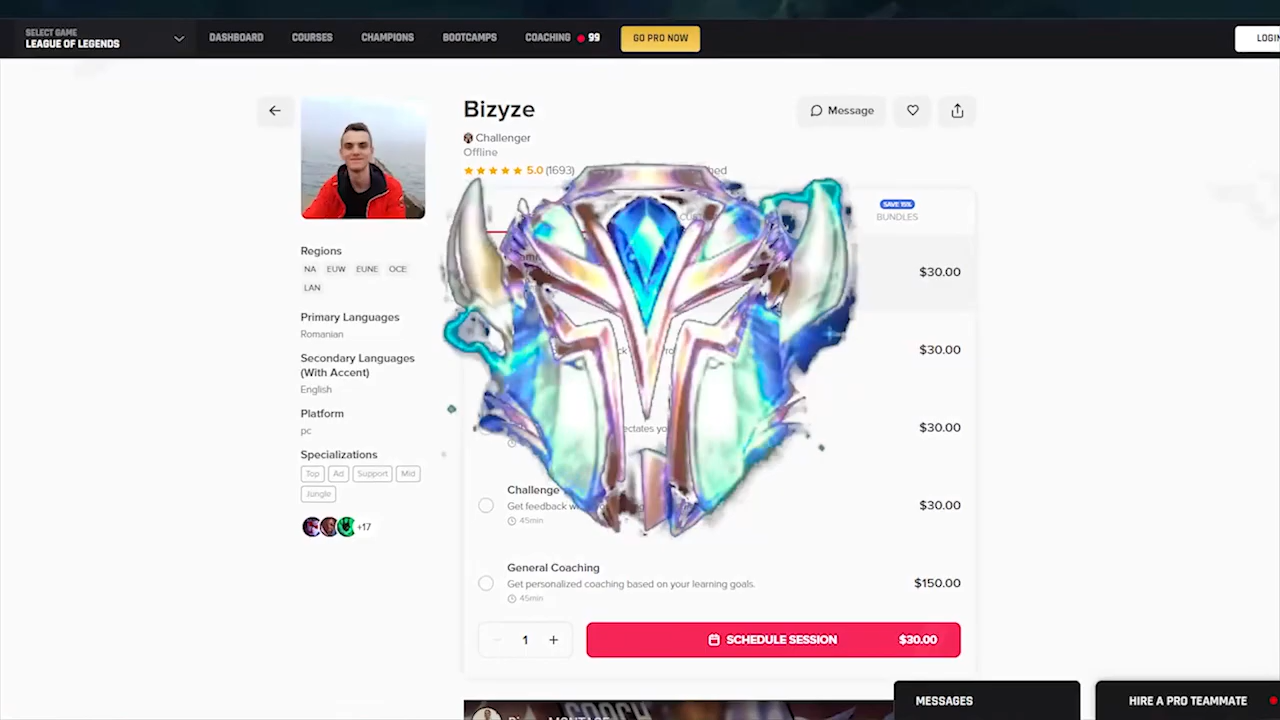 SELECT GAME
LEAGUE OF LEGENDS
DASHBOARD
COURSES
CHAMPIONS
BOOTCAMPS
COACHING
99
GO PRO NOW
LOGIN
Bizyze
Message
Challenger
Offline
5.0 (1693)
SAVE 15%
BUNDLES
Regions
NA EUW EUNE OCE
LAN
Primary Languages
Romanian
Secondary Languages
(With Accent)
English
Platform
pc
Specializations
Top Ad Support Mid
Jungle
+17
$30.00
$30.00
$30.00
Challenge
Get feedback
45min
$30.00
General Coaching
Get personalized coaching based on your learning goals.
45min
$150.00
1
SCHEDULE SESSION $30.00
MESSAGES
HIRE A PRO TEAMMATE